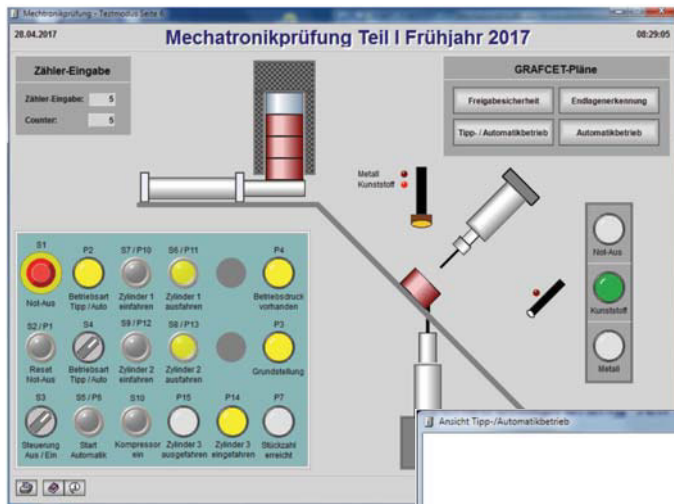 Mechtronikprüfung - Testmodus Seite 6
28.04.2017
Mechatronikprüfung Teil I Frühjahr 2017
08:29:05
Zähler-Eingabe
Zähler-Eingabe: 5
Counter: 5
GRAFCET-Pläne
Freigabesicherheit
Endlagenerkennung
Tipp- / Automatikbetrieb
Automatikbetrieb
Metall
Kunststoff
Not-Aus
Kunststoff
Metall
S1
P2
S7 / P10
S6 / P11
P4
Not-Aus
Betriebsart Tipp / Auto
Zylinder 1 einfahren
Zylinder 1 ausfahren
Betriebsdruck vorhanden
S2 / P1
S4
S9 / P12
S8 / P13
P3
Reset Not-Aus
Betriebsart Tipp / Auto
Zylinder 2 einfahren
Zylinder 2 ausfahren
Grundstellung
S3
S5 / P6
S10
P15
P14
P7
Steuerung Aus / Ein
Start Automatik
Kompressor ein
Zylinder 3 ausgefahren
Zylinder 3 eingefahren
Stückzahl erreicht
Ansicht Tipp-/Automatikbetrieb